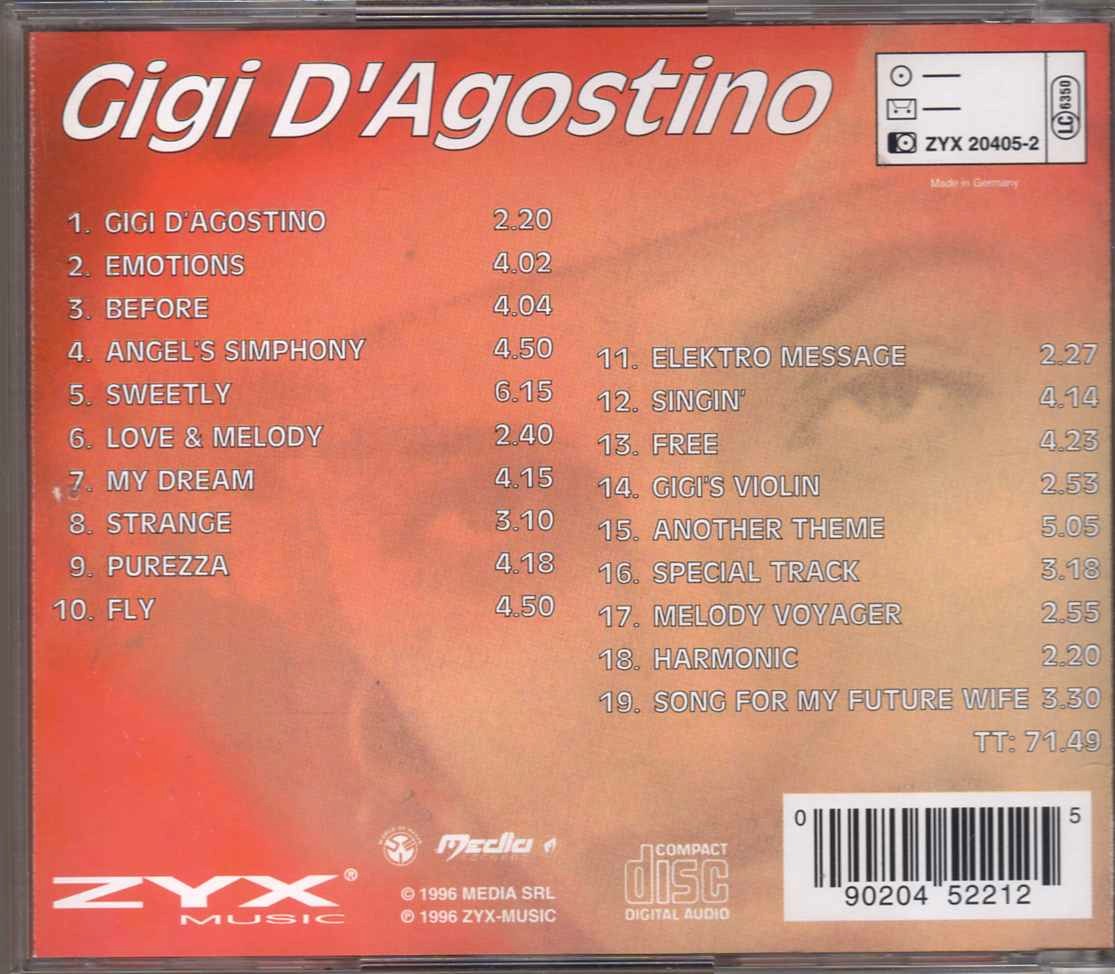 Gigi D'Agostino
ZYX 20405-2
LC 6350
Made in Germany
1. GIGI D'AGOSTINO 2.20
2. EMOTIONS 4.02
3. BEFORE 4.04
4. ANGEL'S SIMPHONY 4.50
5. SWEETLY 6.15
6. LOVE & MELODY 2.40
7. MY DREAM 4.15
8. STRANGE 3.10
9. PUREZZA 4.18
10. FLY 4.50
11. ELEKTRO MESSAGE 2.27
12. SINGIN' 4.14
13. FREE 4.23
14. GIGI'S VIOLIN 2.53
15. ANOTHER THEME 5.05
16. SPECIAL TRACK 3.18
17. MELODY VOYAGER 2.55
18. HARMONIC 2.20
19. SONG FOR MY FUTURE WIFE 3.30
TT: 71.49
ZYX®
MUSIC
Media
© 1996 MEDIA SRL
℗ 1996 ZYX-MUSIC
COMPACT
disc
DIGITAL AUDIO
0 90204 52212 5